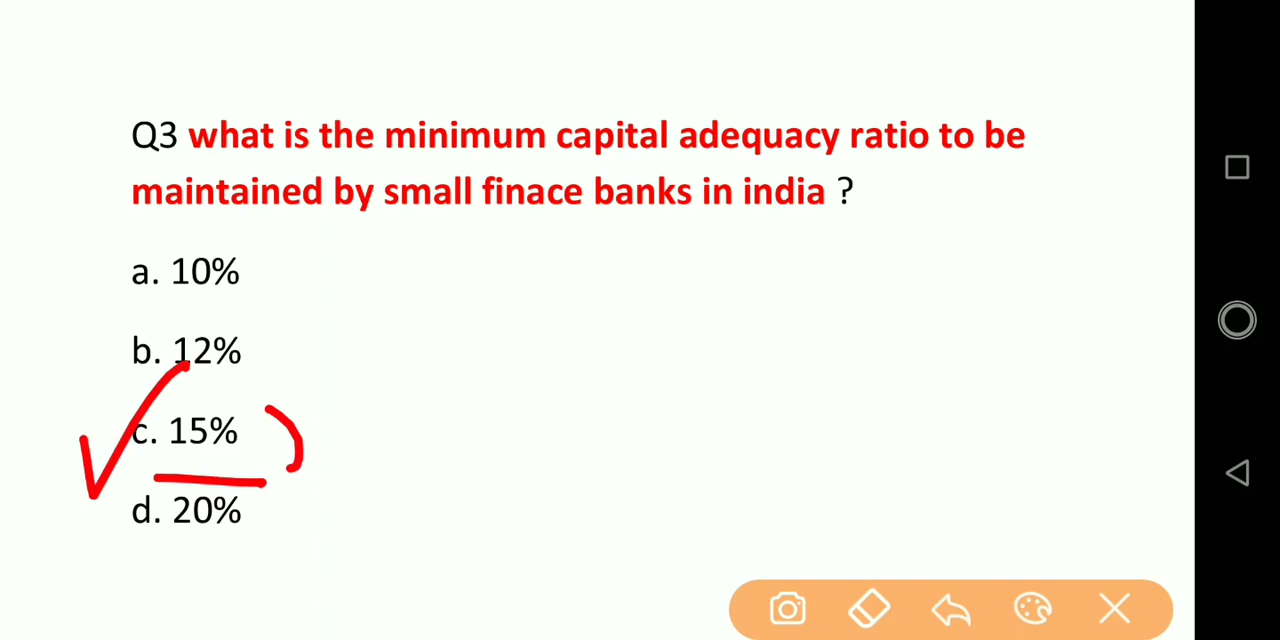 Q3 what is the minimum capital adequacy ratio to be
maintained by small finace banks in india ?
a. 10%
b. 12%
c. 15%
d. 20%